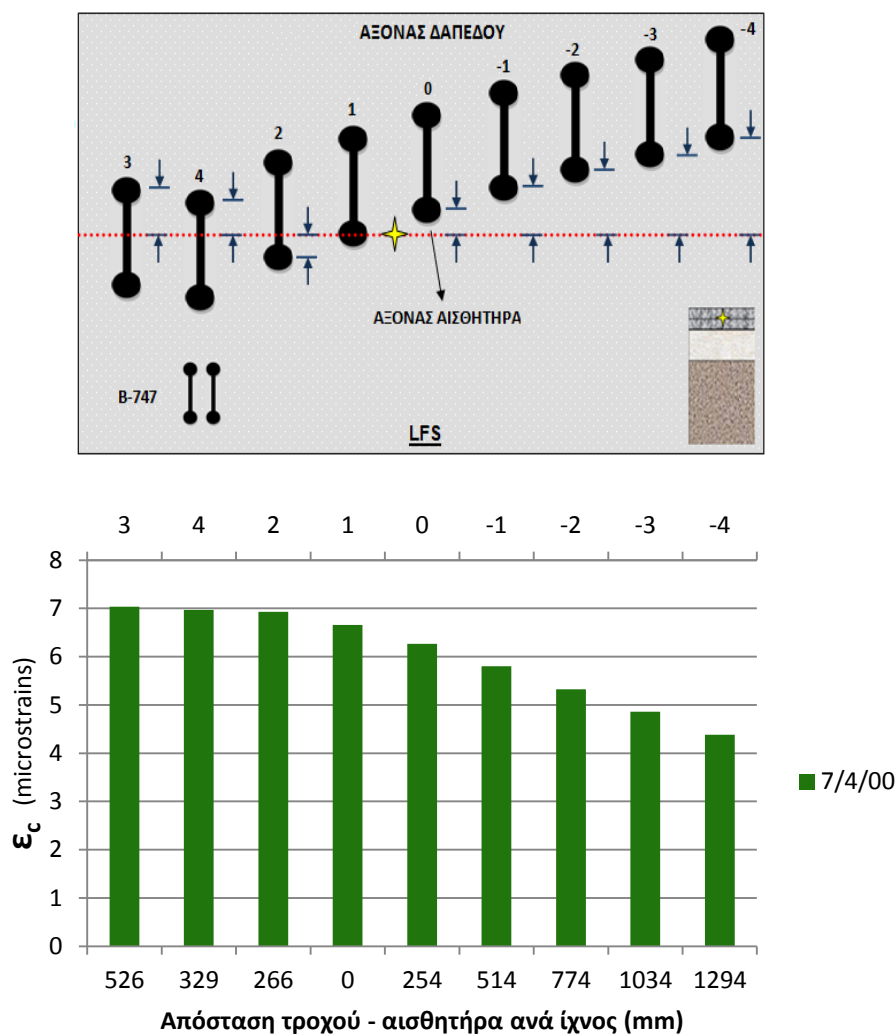 ΑΞΟΝΑΣ ΔΑΠΕΔΟΥ
3 4 2 1 0 -1 -2 -3 -4
ΑΞΟΝΑΣ ΑΙΣΘΗΤΗΡΑ
B-747
LFS
3 4 2 1 0 -1 -2 -3 -4
8
7
6
5
4
3
2
1
0
εc (microstrains)
7/4/00
526 329 266 0 254 514 774 1034 1294
Απόσταση τροχού - αισθητήρα ανά ίχνος (mm)